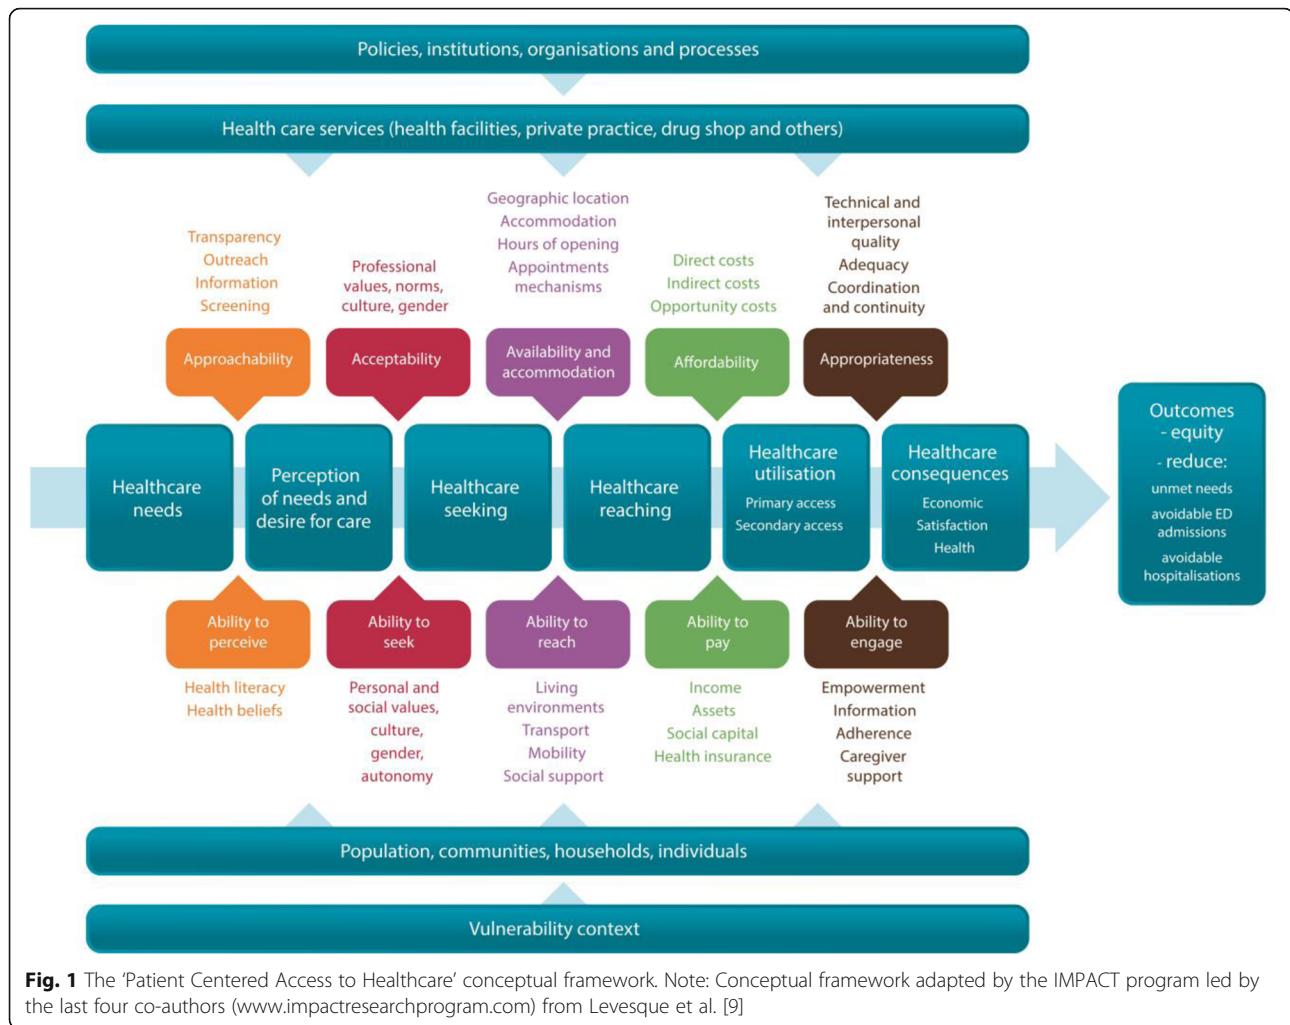 Policies, institutions, organisations and processes
Health care services (health facilities, private practice, drug shop and others)
Transparency
Outreach
Information
Screening
Professional
values, norms,
culture, gender
Geographic location
Accommodation
Hours of opening
Appointments
mechanisms
Direct costs
Indirect costs
Opportunity costs
Technical and
interpersonal
quality
Adequacy
Coordination
and continuity
Approachability
Acceptability
Availability and
accommodation
Affordability
Appropriateness
Healthcare
needs
Perception
of needs and
desire for care
Healthcare
seeking
Healthcare
reaching
Healthcare
utilisation
Primary access
Secondary access
Healthcare
consequences
Economic
Satisfaction
Health
Outcomes
- equity
- reduce:
unmet needs
avoidable ED
admissions
avoidable
hospitalisations
Ability to
perceive
Ability to
seek
Ability to
reach
Ability to
pay
Ability to
engage
Health literacy
Health beliefs
Personal and
social values,
culture,
gender,
autonomy
Living
environments
Transport
Mobility
Social support
Income
Assets
Social capital
Health insurance
Empowerment
Information
Adherence
Caregiver
support
Population, communities, households, individuals
Vulnerability context
Fig. 1 The ‘Patient Centered Access to Healthcare’ conceptual framework. Note: Conceptual framework adapted by the IMPACT program led by
the last four co-authors (www.impactresearchprogram.com) from Levesque et al. [9]